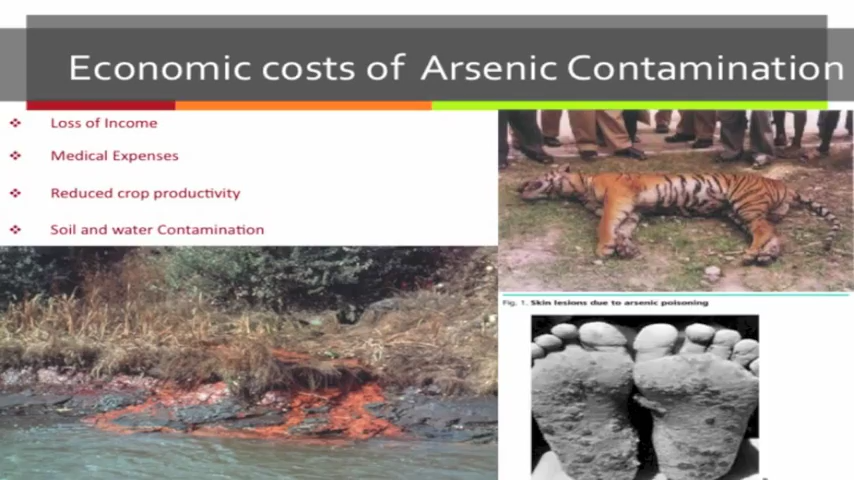 Economic costs of Arsenic Contamination
❖ Loss of Income
❖ Medical Expenses
❖ Reduced crop productivity
❖ Soil and water Contamination
Fig. 1. Skin lesions due to arsenic poisoning